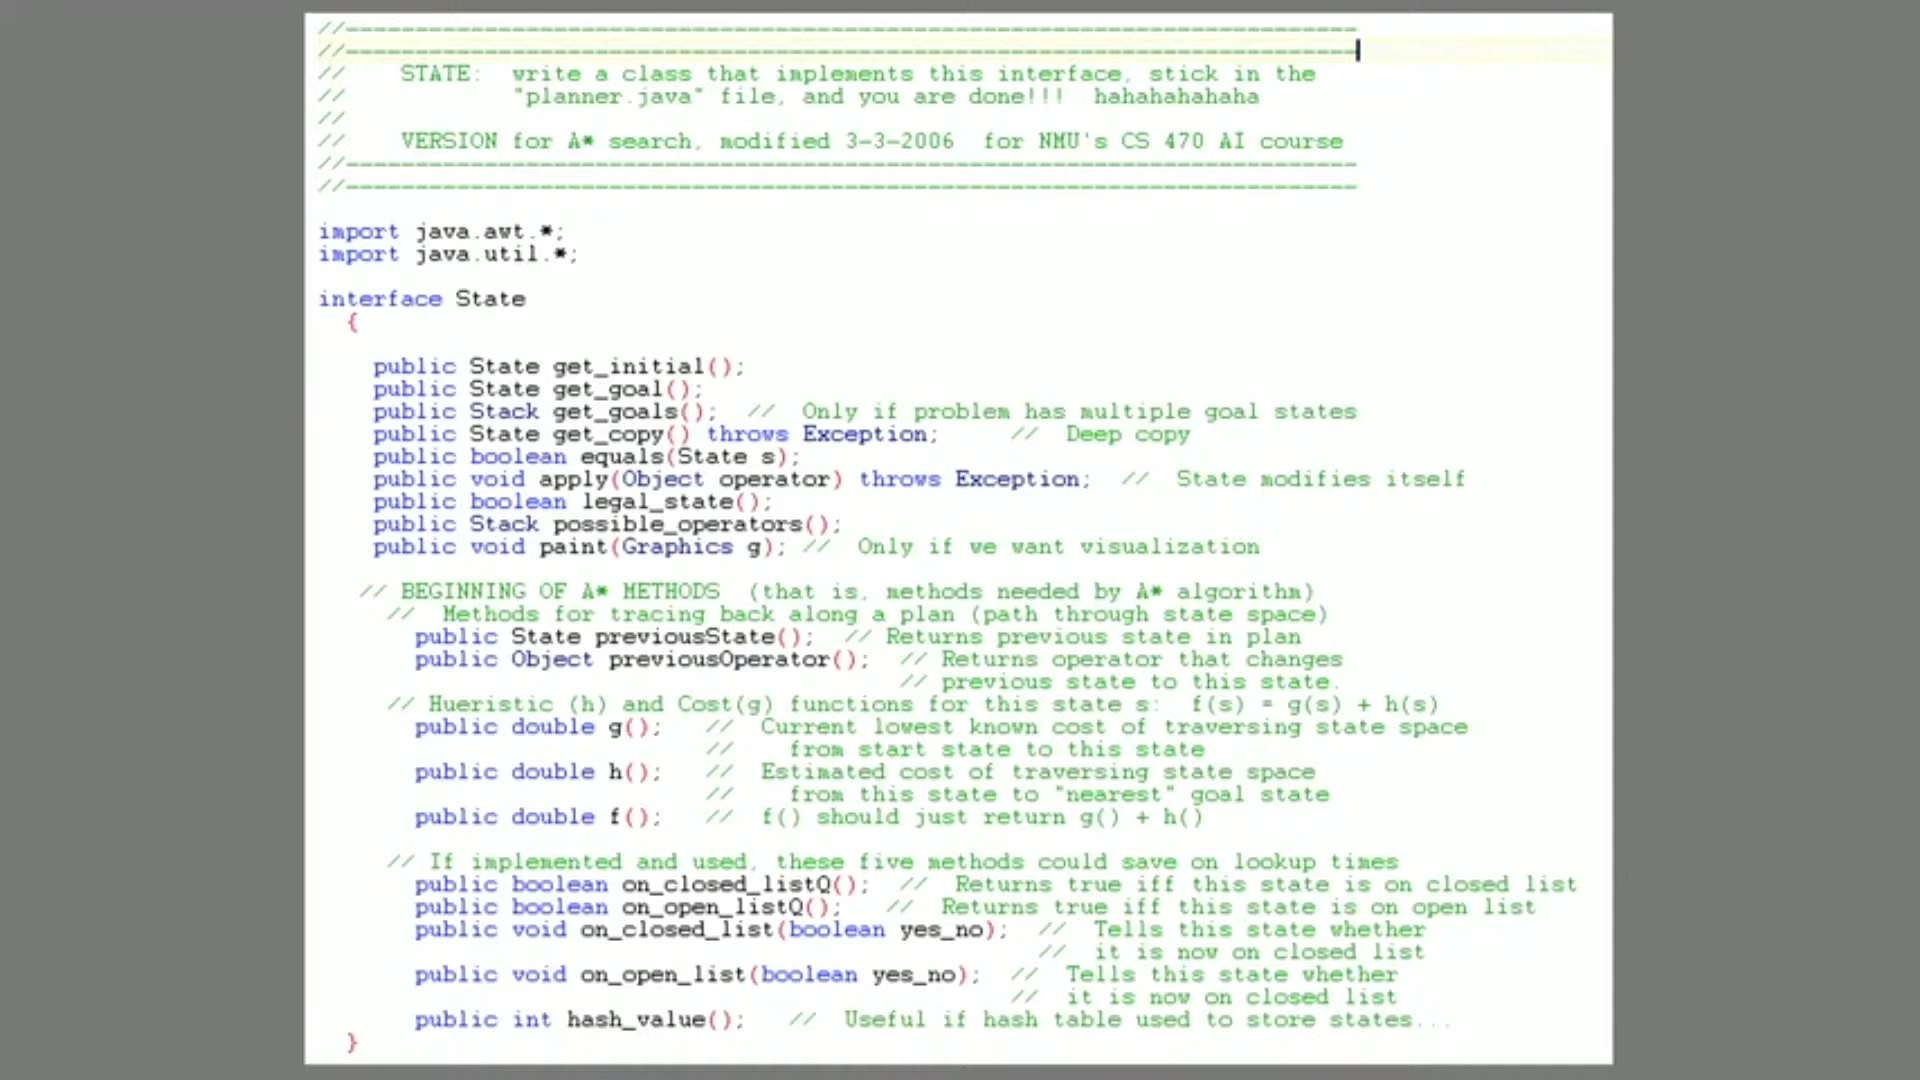 //-------------------------------------------------------------------------
//-------------------------------------------------------------------------
//    STATE:  write a class that implements this interface, stick in the
//            "planner.java" file, and you are done!!!  hahahahahaha
//
//    VERSION for A* search, modified 3-3-2006  for NMU's CS 470 AI course
//-------------------------------------------------------------------------
//-------------------------------------------------------------------------
import java.awt.*;
import java.util.*;
interface State
{
public State get_initial();
public State get_goal();
public Stack get_goals();  //  Only if problem has multiple goal states
public State get_copy() throws Exception;     //  Deep copy
public boolean equals(State s);
public void apply(Object operator) throws Exception;  //  State modifies itself
public boolean legal_state();
public Stack possible_operators();
public void paint(Graphics g); //  Only if we want visualization
// BEGINNING OF A* METHODS  (that is, methods needed by A* algorithm)
//  Methods for tracing back along a plan (path through state space)
public State previousState();  // Returns previous state in plan
public Object previousOperator();  // Returns operator that changes
// previous state to this state.
// Hueristic (h) and Cost(g) functions for this state s:  f(s) = g(s) + h(s)
public double g();   //  Current lowest known cost of traversing state space
//    from start state to this state
public double h();   //  Estimated cost of traversing state space
//    from this state to "nearest" goal state
public double f();   //  f() should just return g() + h()
// If implemented and used, these five methods could save on lookup times
public boolean on_closed_listQ();  //  Returns true iff this state is on closed list
public boolean on_open_listQ();   //  Returns true iff this state is on open list
public void on_closed_list(boolean yes_no);  //  Tells this state whether
//  it is now on closed list
public void on_open_list(boolean yes_no);  //  Tells this state whether
//  it is now on closed list
public int hash_value();   //  Useful if hash table used to store states...
}